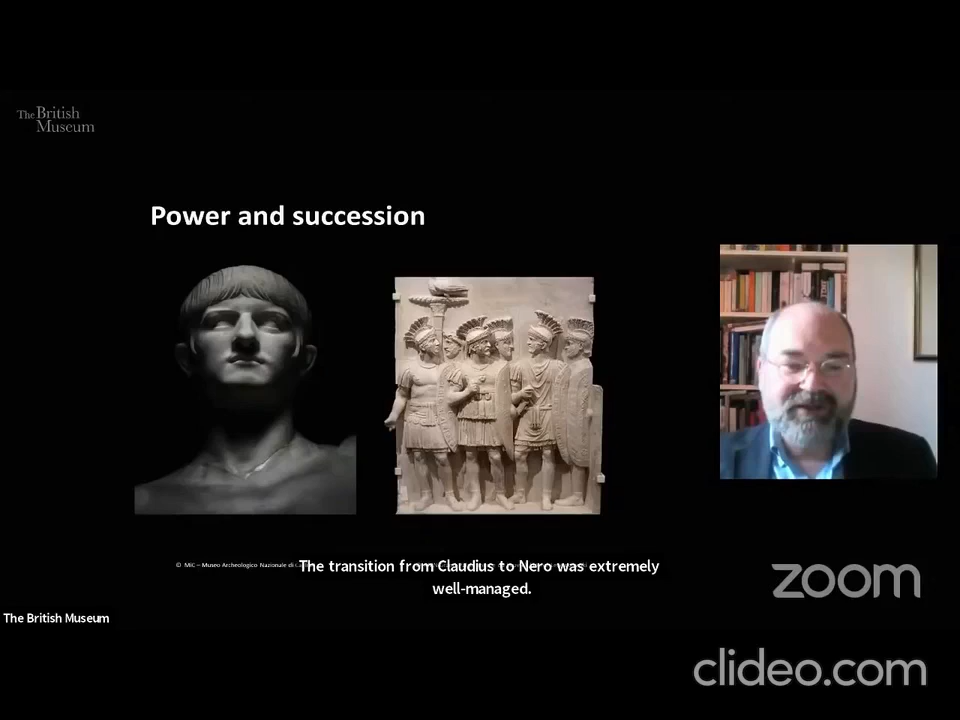 The British
Museum
Power and succession
© MiC – Museo Archeologico Nazionale di
The transition from Claudius to Nero was extremely
well-managed.
zoom
The British Museum
clideo.com